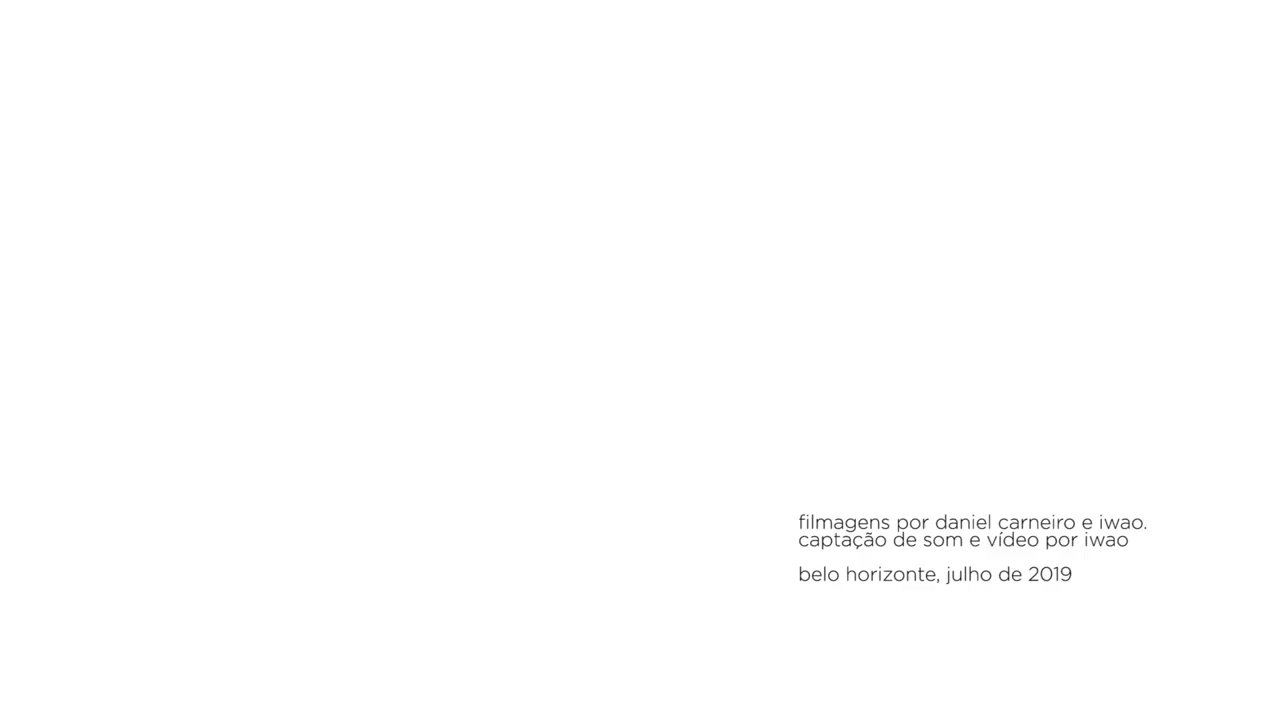 filmagens por daniel carneiro e iwao.
captação de som e vídeo por iwao
belo horizonte, julho de 2019